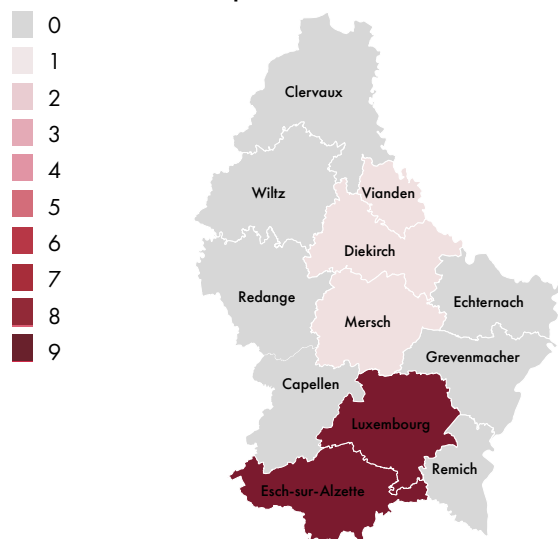 0
1
2
3
4
5
6
7
8
9
Clervaux
Wiltz
Vianden
Diekirch
Redange
Echternach
Mersch
Grevenmacher
Capellen
Luxembourg
Remich
Esch-sur-Alzette